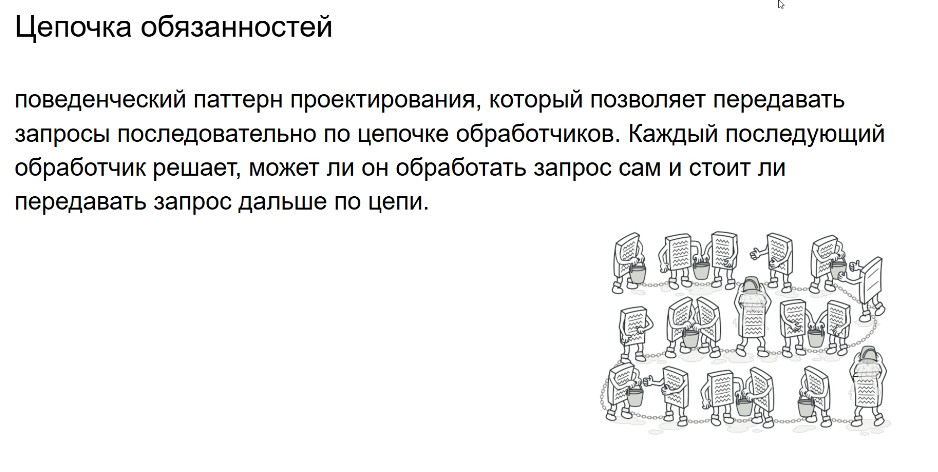 Цепочка обязанностей
поведенческий паттерн проектирования, который позволяет передавать
запросы последовательно по цепочке обработчиков. Каждый последующий
обработчик решает, может ли он обработать запрос сам и стоит ли
передавать запрос дальше по цепи.